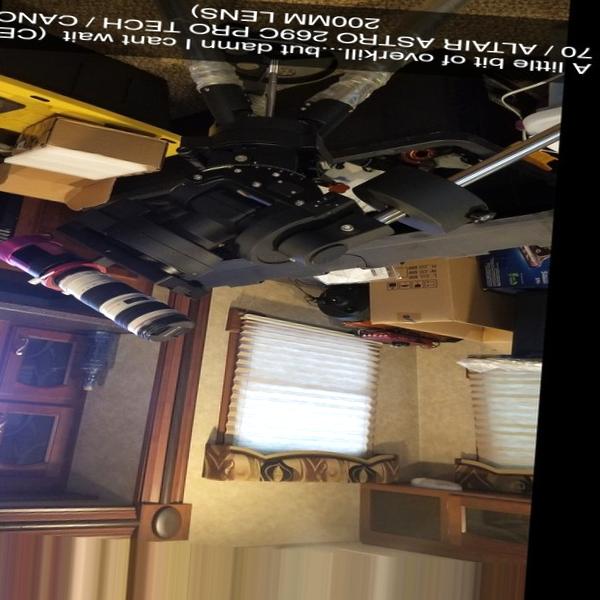 A little bit of overkill...but damn I cant wait (CE
70 / ALTAIR ASTRO 269C PRO TECH / CANO
200MM LENS)